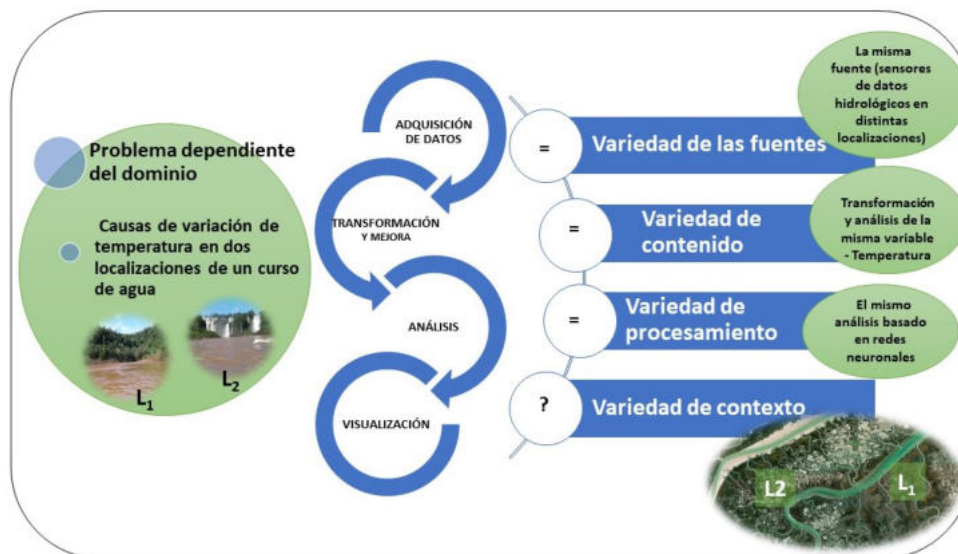 Problema dependiente
del dominio
Causas de variación de
temperatura en dos
localizaciones de un curso
de agua
L1
L2
ADQUISICIÓN
DE DATOS
TRANSFORMACIÓN
Y MEJORA
ANÁLISIS
VISUALIZACIÓN
=
Variedad de las fuentes
=
Variedad de
contenido
=
Variedad de
procesamiento
?
Variedad de contexto
La misma
fuente (sensores
de datos
hidrológicos en
distintas
localizaciones)
Transformación
y análisis de la
misma variable
- Temperatura
El mismo
análisis basado
en redes
neuronales
L2
L1